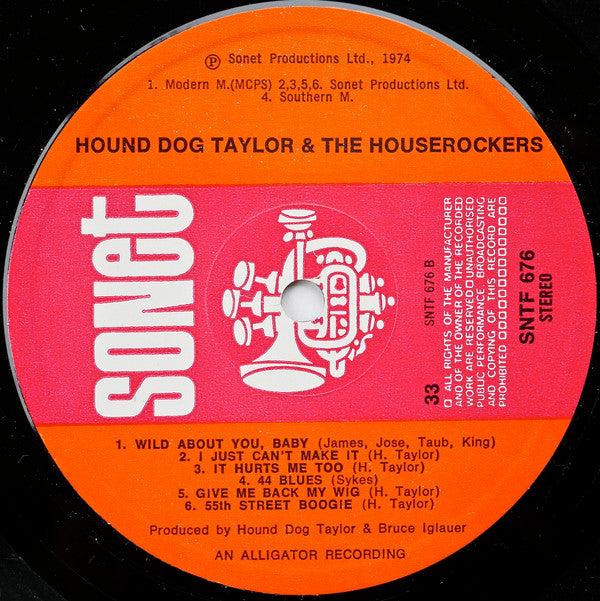 ℗ Sonet Productions Ltd., 1974
1. Modern M.(MCPS) 2,3,5,6. Sonet Productions Ltd.
4. Southern M.
HOUND DOG TAYLOR & THE HOUSEROCKERS
sonet
33
SNTF 676 B
□ ALL RIGHTS OF THE MANUFACTURER
AND OF THE OWNER OF THE RECORDED
WORK ARE RESERVED □ UNAUTHORISED
PUBLIC PERFORMANCE BROADCASTING
AND COPYING OF THIS RECORD ARE
PROHIBITED □□□□□□□□□□□□□
SNTF 676
STEREO
1. WILD ABOUT YOU, BABY (James, Jose, Taub, King)
2. I JUST CAN'T MAKE IT (H. Taylor)
3. IT HURTS ME TOO (H. Taylor)
4. 44 BLUES (Sykes)
5. GIVE ME BACK MY WIG (H. Taylor)
6. 55th STREET BOOGIE (H. Taylor)
Produced by Hound Dog Taylor & Bruce Iglauer
AN ALLIGATOR RECORDING